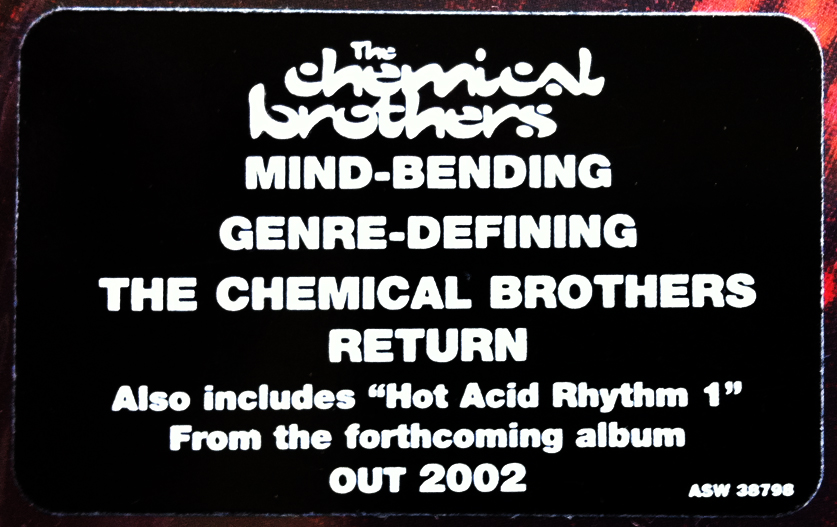 The
chemical
brothers
MIND-BENDING
GENRE-DEFINING
THE CHEMICAL BROTHERS
RETURN
Also includes “Hot Acid Rhythm 1”
From the forthcoming album
OUT 2002
ASW 38798